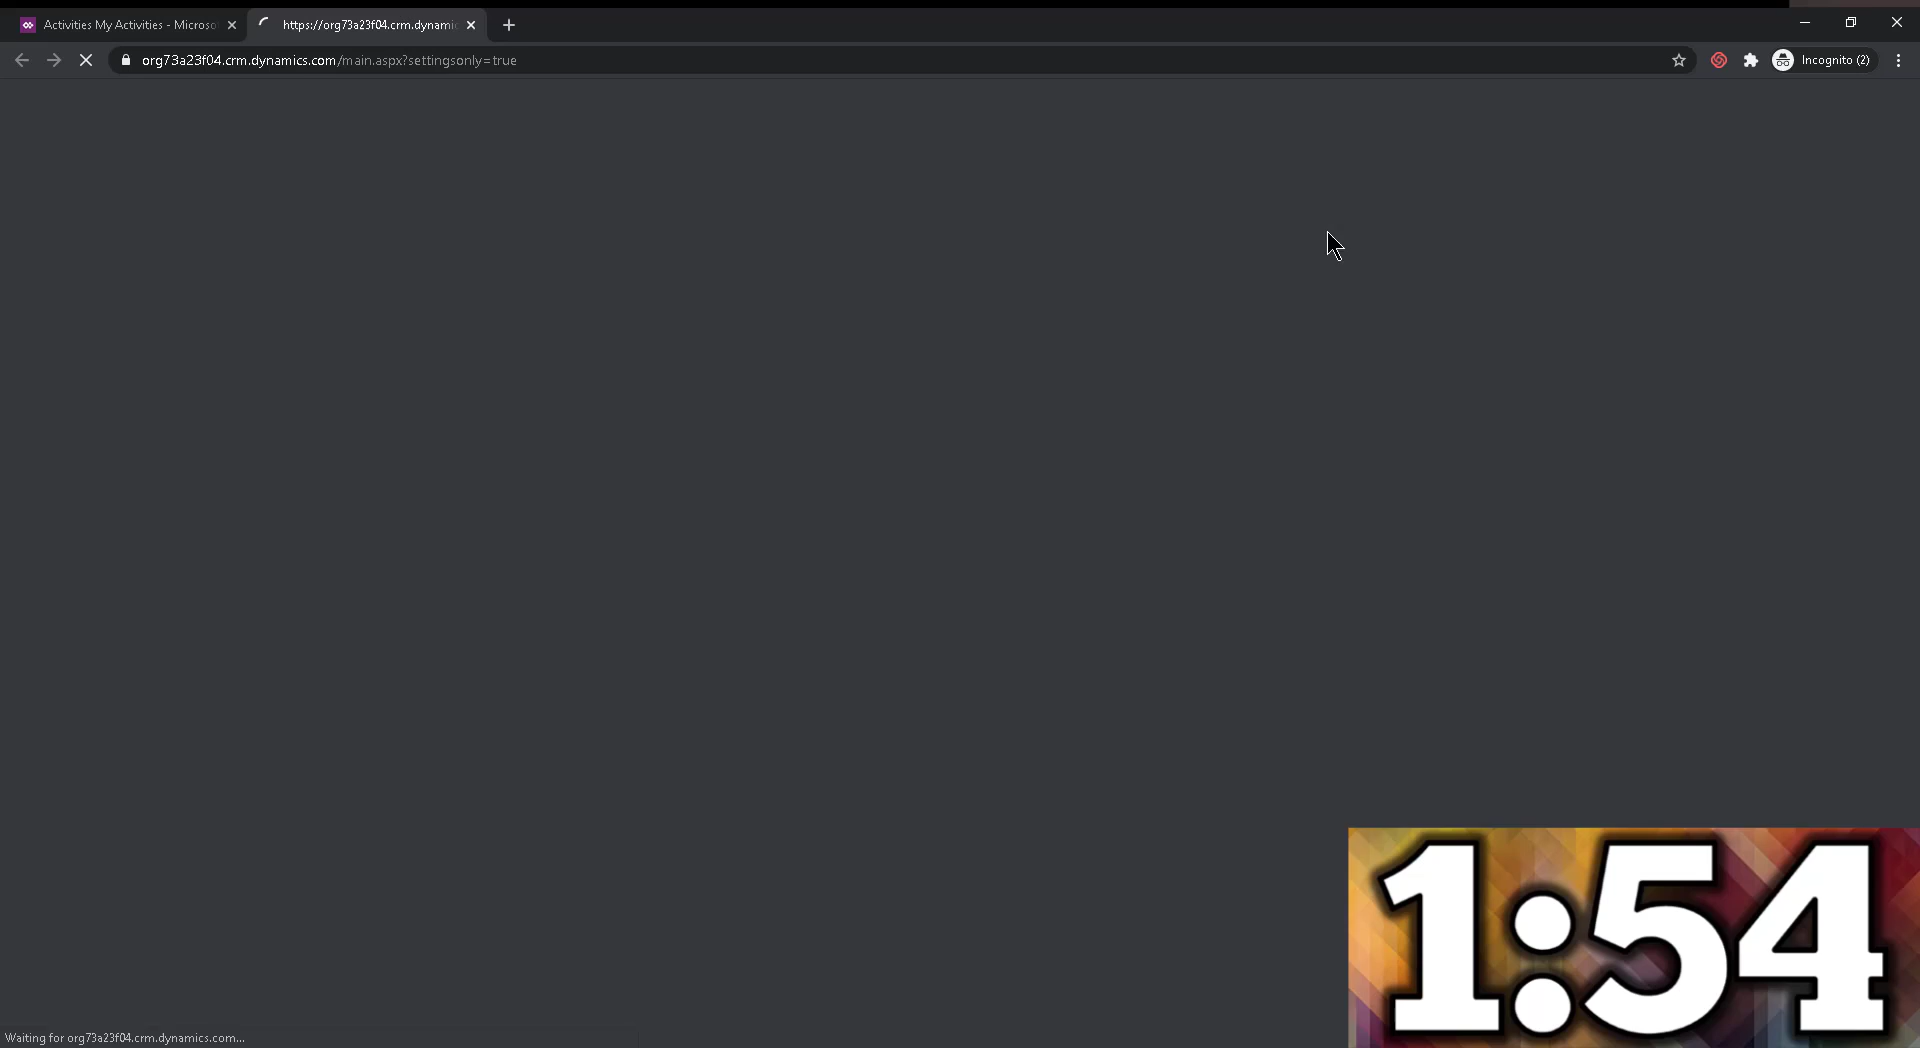 Activities My Activities - Microso
https://org73a23f04.crm.dynamic
org73a23f04.crm.dynamics.com/main.aspx?settingsonly=true
Incognito (2)
1:54
Waiting for org73a23f04.crm.dynamics.com...